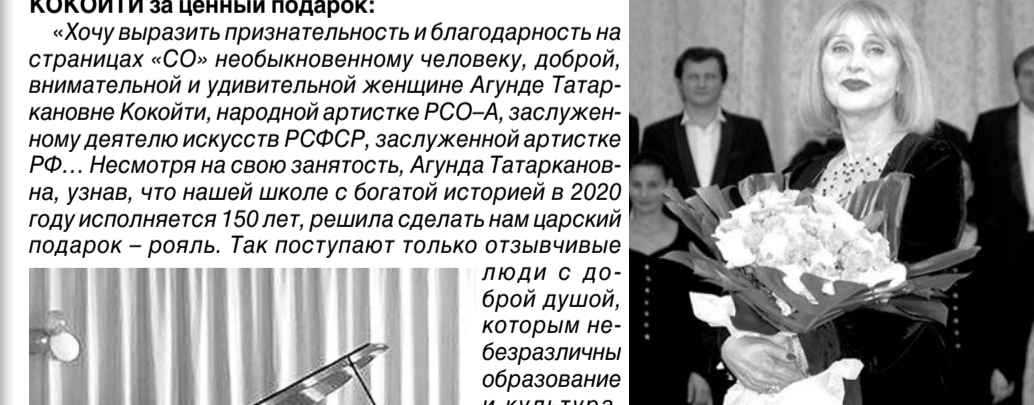 КОКОЙТИ за ценный подарок:
«Хочу выразить признательность и благодарность на
страницах «СО» необыкновенному человеку, доброй,
внимательной и удивительной женщине Агунде Татар-
кановне Кокойти, народной артистке РСО–А, заслужен-
ному деятелю искусств РСФСР, заслуженной артистке
РФ… Несмотря на свою занятость, Агунда Татаркановн-
на, узнав, что нашей школе с богатой историей в 2020
году исполняется 150 лет, решила сделать нам царский
подарок – рояль. Так поступают только отзывчивые
люди с до-
брой душой,
которым не-
безразличны
образование
и культура